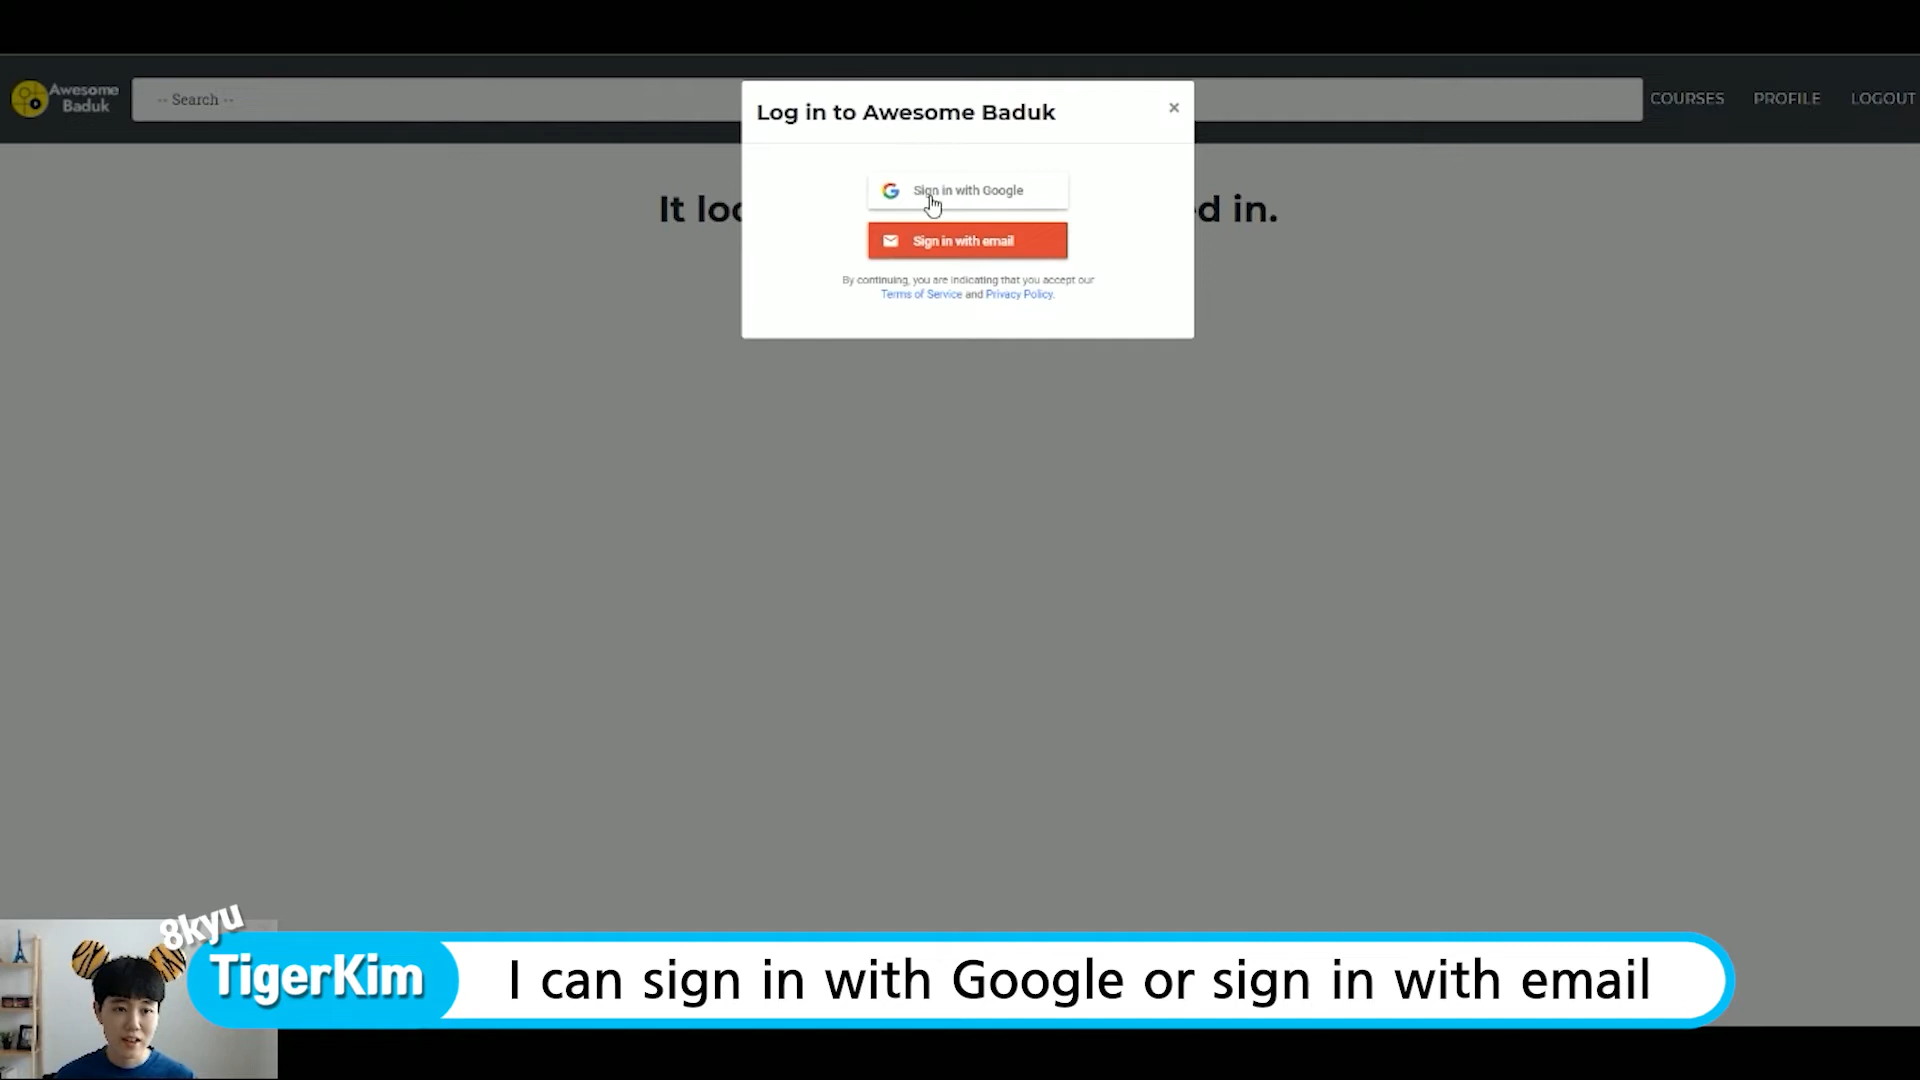 Awesome
Baduk
-- Search --
COURSES
PROFILE
LOGOUT
Log in to Awesome Baduk
×
Sign in with Google
It loo
d in.
Sign in with email
By continuing, you are indicating that you accept our
Terms of Service and Privacy Policy.
8kyu
TigerKim
I can sign in with Google or sign in with email